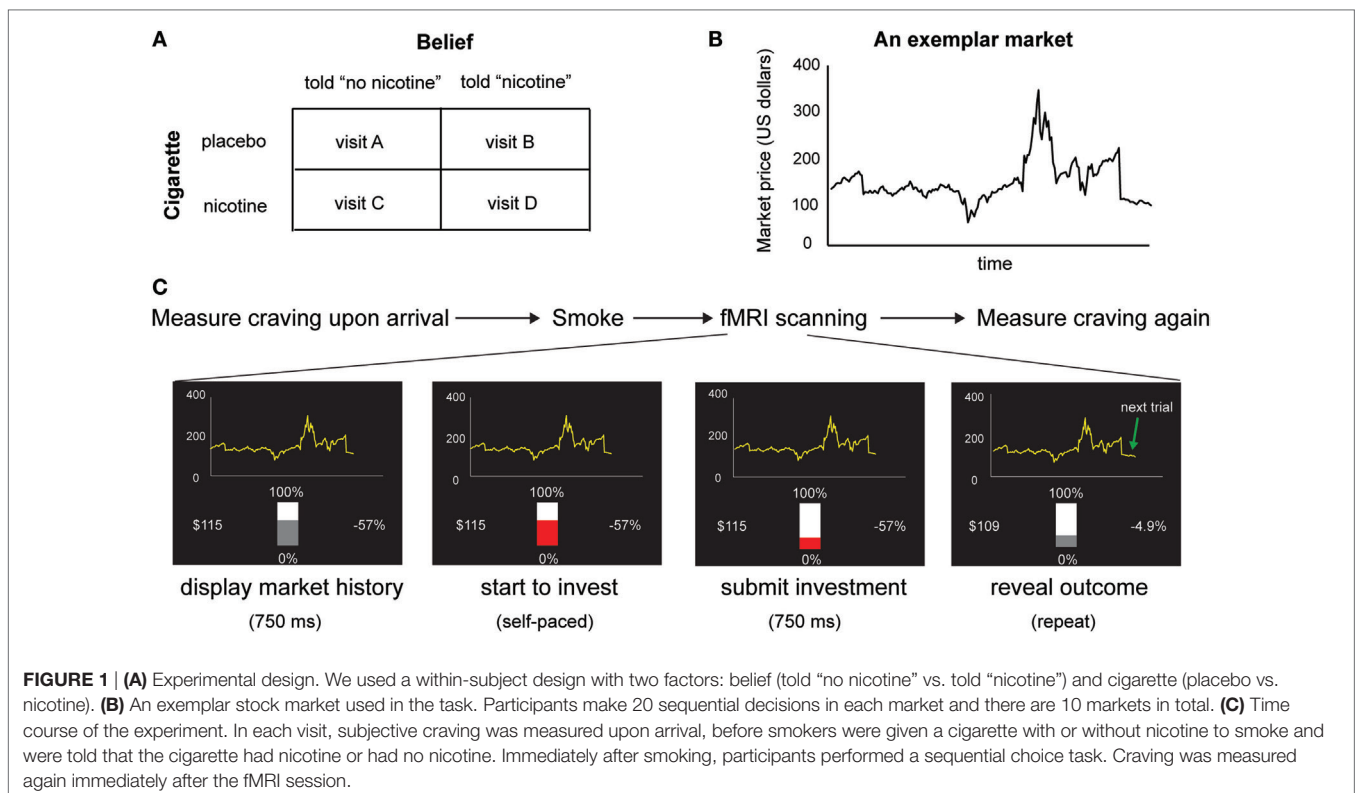 A
Belief
told “no nicotine” told “nicotine”
Cigarette
placebo visit A visit B
nicotine visit C visit D
B
An exemplar market
Market price (US dollars)
400
300
200
100
0
time
C
Measure craving upon arrival Smoke fMRI scanning Measure craving again
400
200
0
100%
$115 -57%
0%
display market history
(750 ms)
400
200
0
100%
$115 -57%
0%
start to invest
(self-paced)
400
200
0
100%
$115 -57%
0%
submit investment
(750 ms)
400
next trial
200
0
100%
$109 -4.9%
0%
reveal outcome
(repeat)
FIGURE 1 | (A) Experimental design. We used a within-subject design with two factors: belief (told “no nicotine” vs. told “nicotine”) and cigarette (placebo vs.
nicotine). (B) An exemplar stock market used in the task. Participants make 20 sequential decisions in each market and there are 10 markets in total. (C) Time
course of the experiment. In each visit, subjective craving was measured upon arrival, before smokers were given a cigarette with or without nicotine to smoke and
were told that the cigarette had nicotine or had no nicotine. Immediately after smoking, participants performed a sequential choice task. Craving was measured
again immediately after the fMRI session.